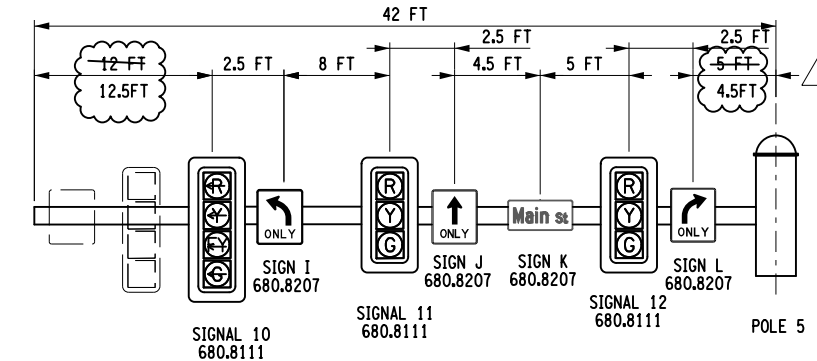 42 FT
2.5 FT
2.5 FT
12 FT
2.5 FT
8 FT
4.5 FT
5 FT
5 FT
12.5FT
4.5FT
R
R
R
Y
Y
Y
FY
G
G
G
ONLY
ONLY
Main st
ONLY
SIGN I
680.8207
SIGN J
680.8207
SIGN K
680.8207
SIGN L
680.8207
SIGNAL 10
680.8111
SIGNAL 11
680.8111
SIGNAL 12
680.8111
POLE 5